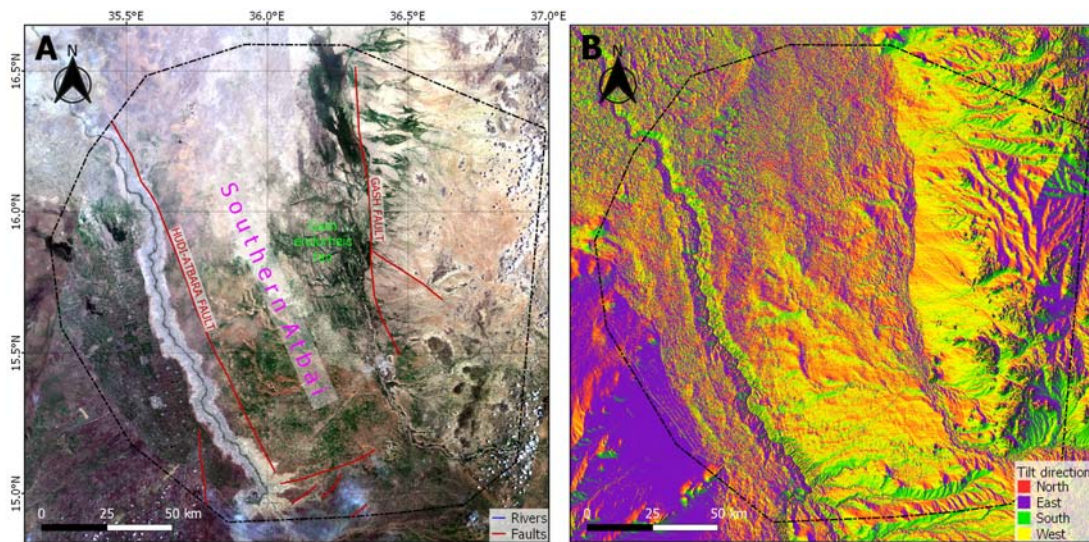 35.5°E
36.0°E
36.5°E
37.0°E
A
B
N
N
16.5°N
16.0°N
15.5°N
15.0°N
HUDI-ATBARA FAULT
Southern Atbai
GASH FAULT
0
25
50 km
Rivers
Faults
0
25
50 km
Tilt direction
North
East
South
West